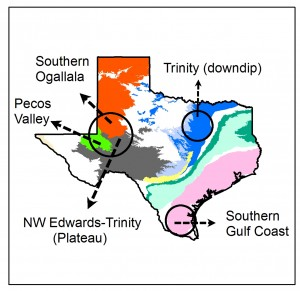 Southern
Ogallala
Trinity (downdip)
Pecos
Valley
NW Edwards-Trinity
(Plateau)
Southern
Gulf Coast